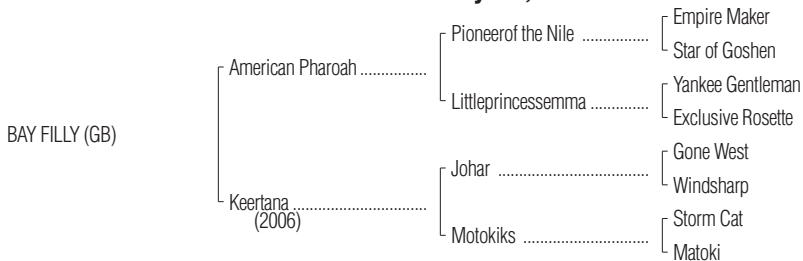 Empire Maker
Pioneerof the Nile ................
Star of Goshen
American Pharoah ................
Yankee Gentleman
Littleprincessemma ..............
Exclusive Rosette
BAY FILLY (GB)
Gone West
Johar ....................................
Windsharp
Keertana ................................
(2006)
Storm Cat
Motokiks ..............................
Matoki